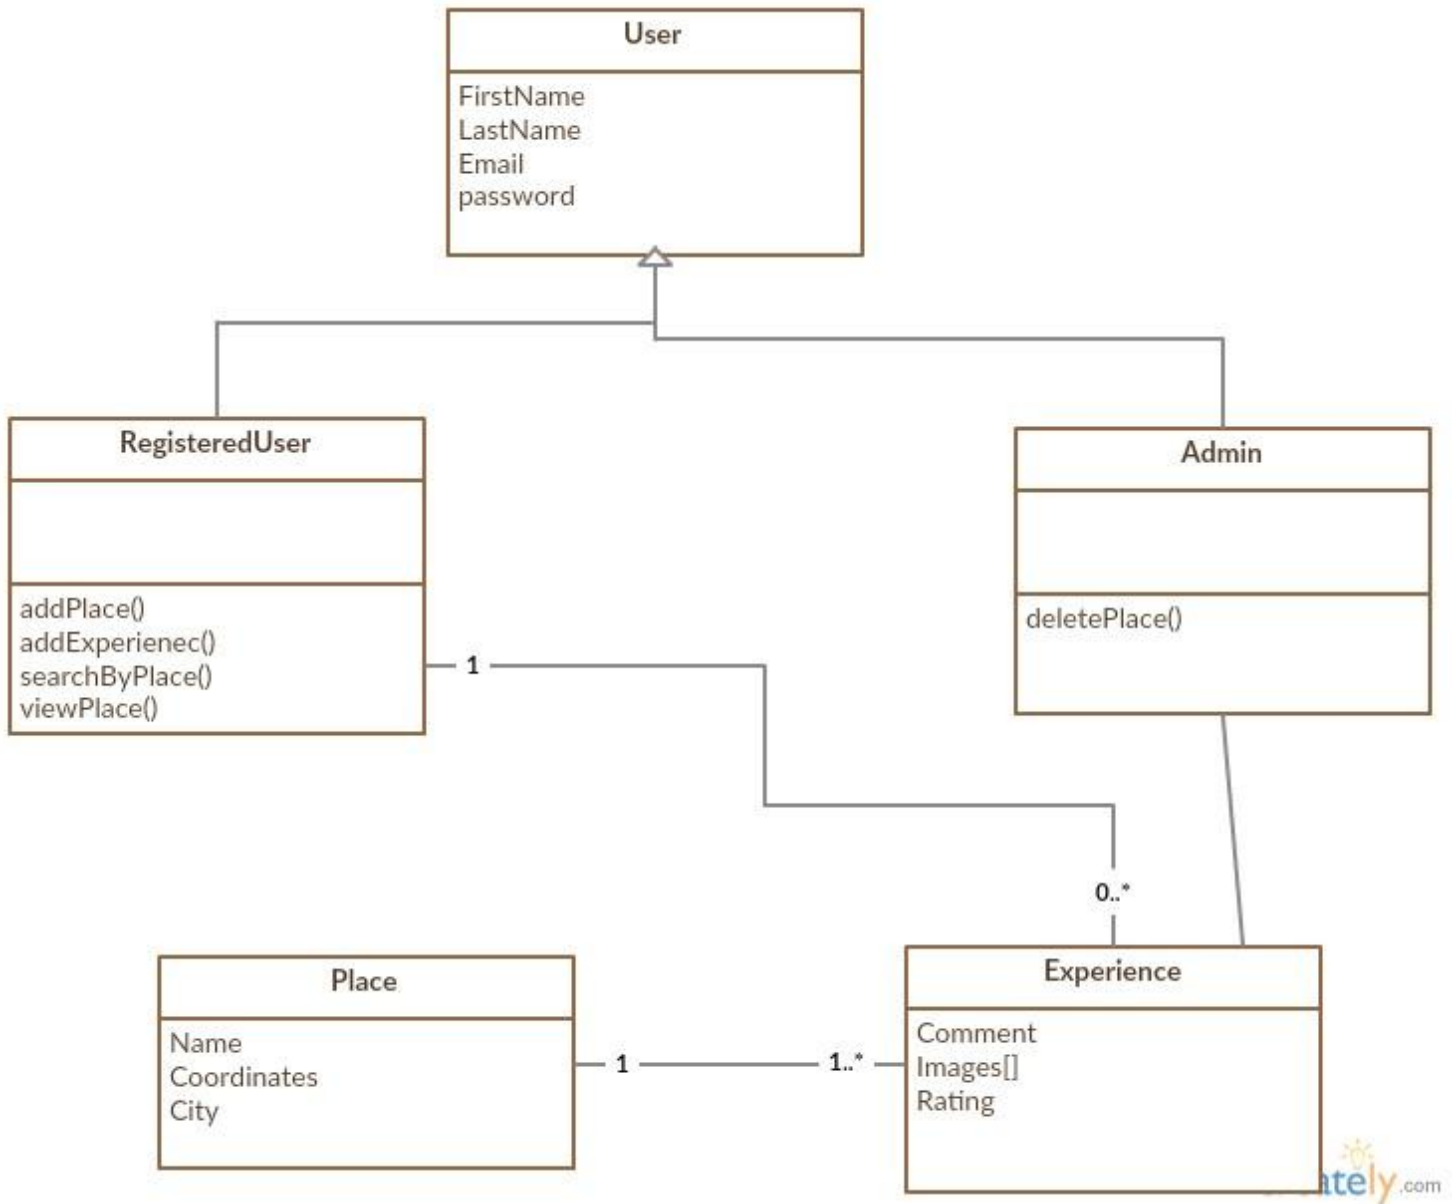 User
FirstName
LastName
Email
password
RegisteredUser
addPlace()
addExperienec()
searchByPlace()
viewPlace()
Admin
deletePlace()
1
0..*
Place
Name
Coordinates
City
1
1..*
Experience
Comment
Images[]
Rating
ately.com